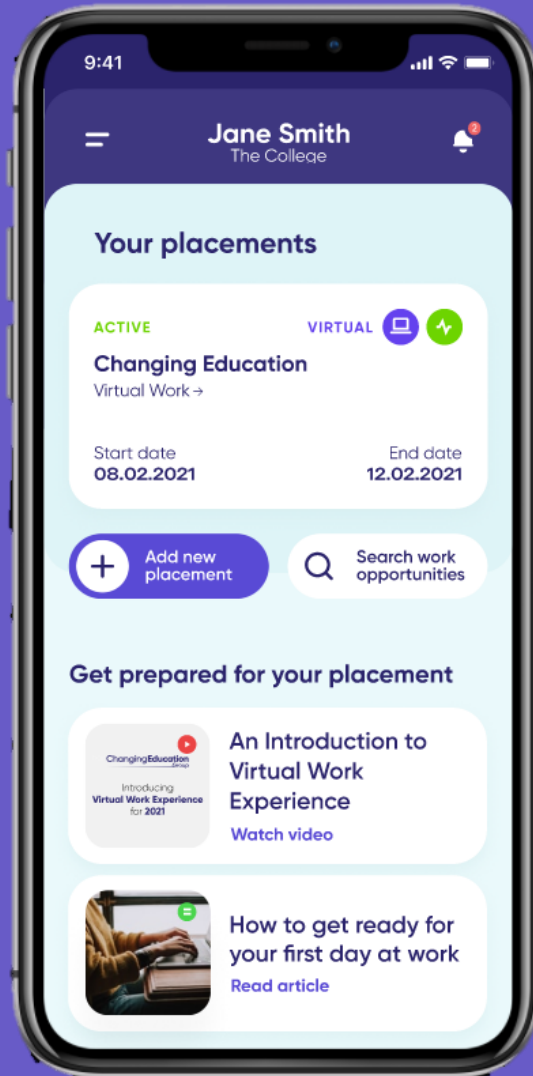 9:41
Jane Smith
2
The College
Your placements
ACTIVE
VIRTUAL
Changing Education
Virtual Work→
Start date
End date
08.02.2021
12.02.2021
Add new
placement
Search work
opportunities
Get prepared for your placement
ChangingEducation
Group
Introducing
Virtual Work Experience
for 2021
An Introduction to
Virtual Work
Experience
Watch video
How to get ready for
your first day at work
Read article